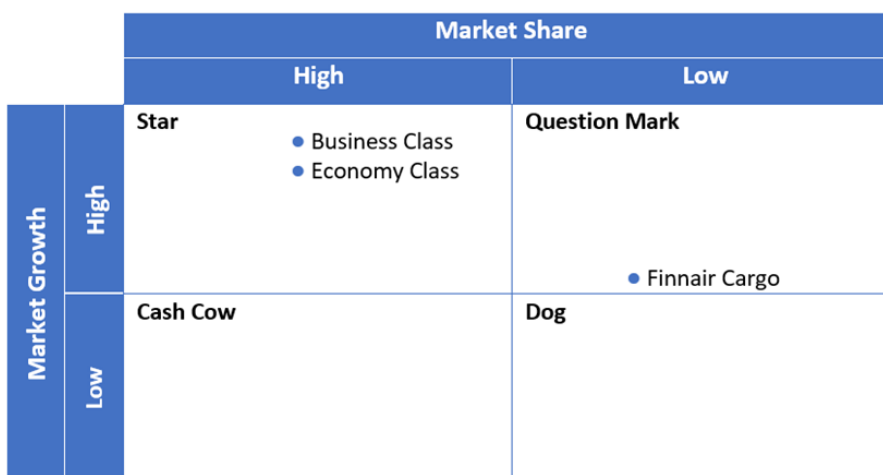 Market Share
High
Low
Market Growth
High
Star
Business Class
Economy Class
Question Mark
Finnair Cargo
Low
Cash Cow
Dog